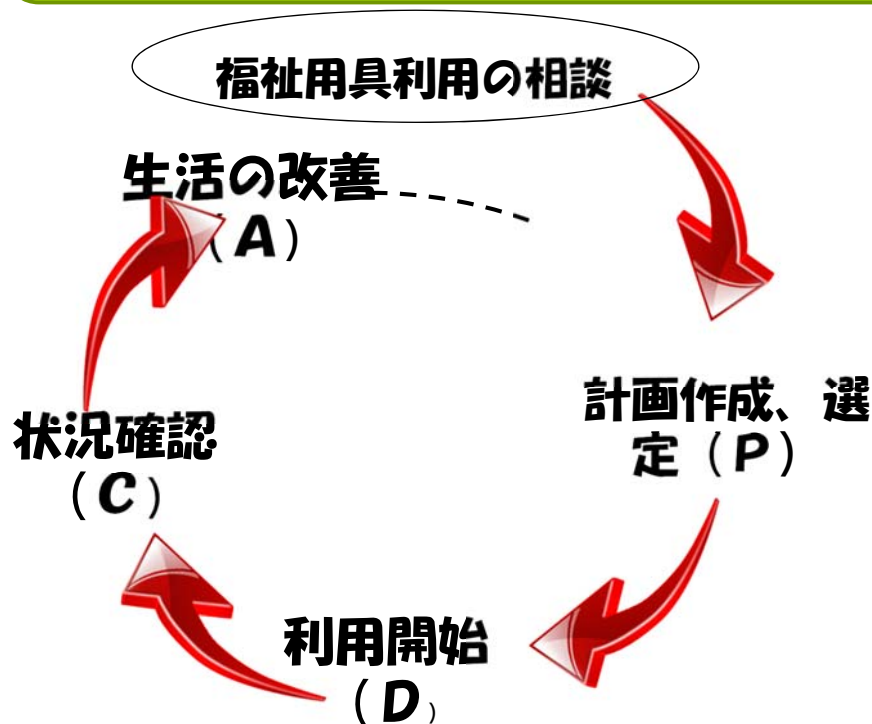 福祉用具利用の相談
生活の改善
（A）
計画作成、選
定（P）
状況確認
（C）
利用開始
（D）